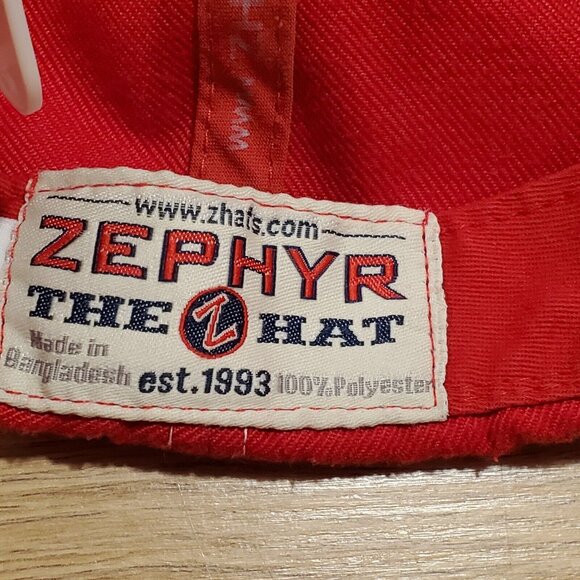 www.zhats.com
ZEPHYR
THE Z HAT
Made in
Bangladesh est.1993 100%Polyester